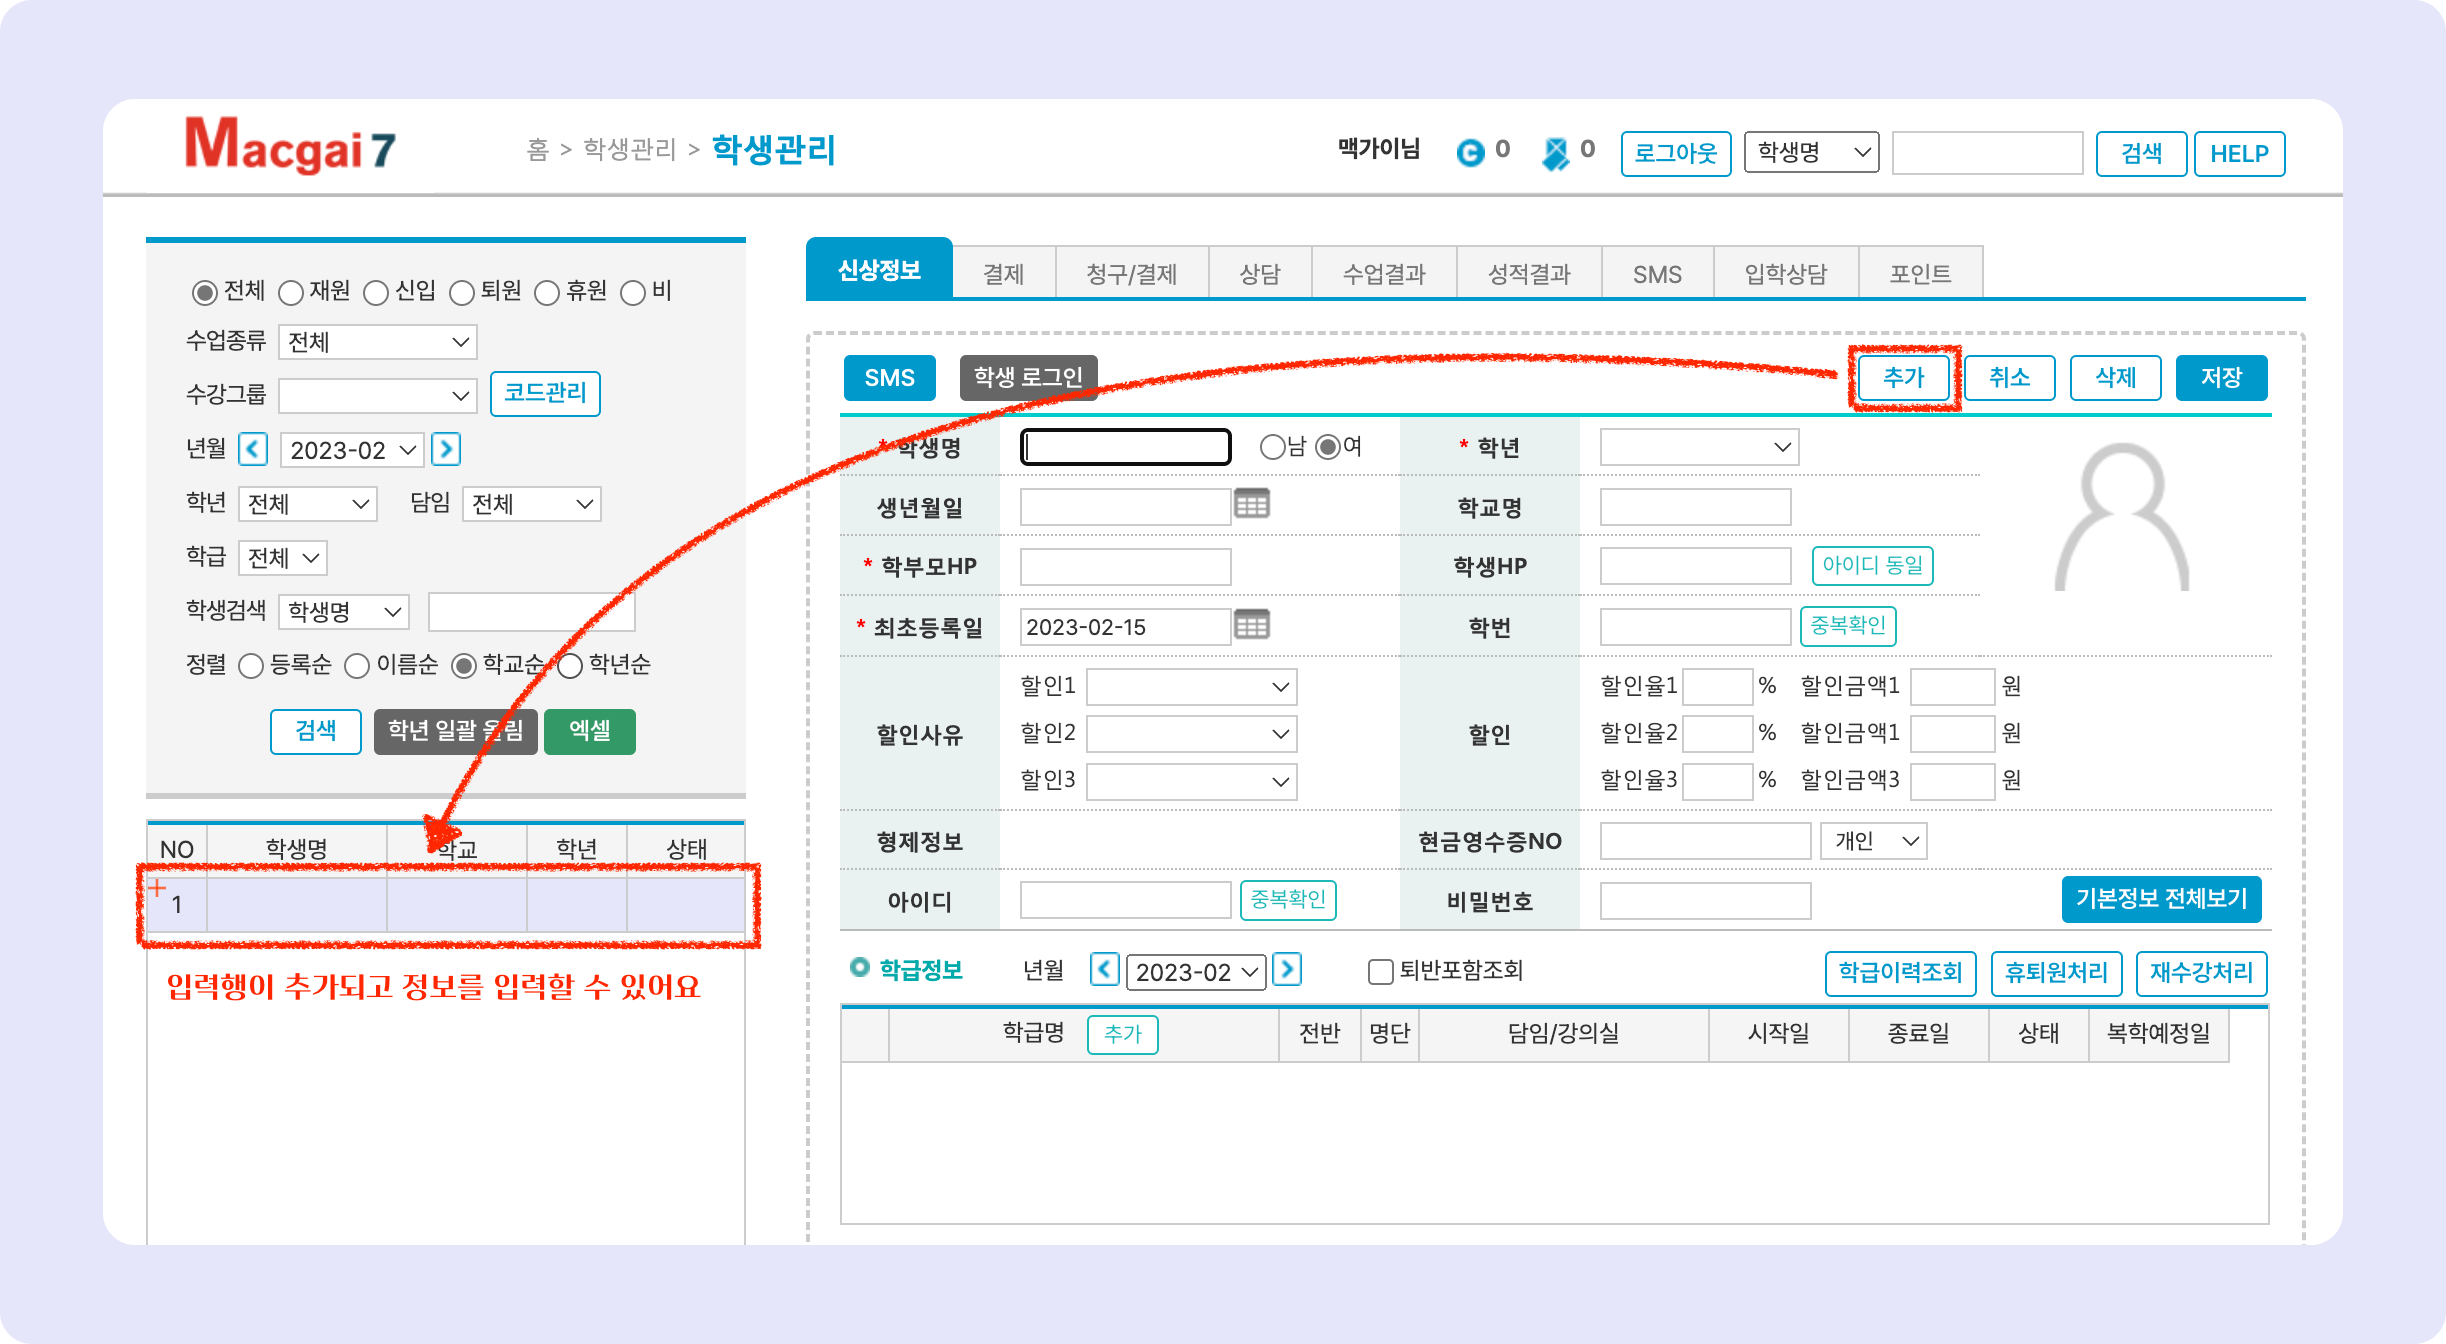 Macgai 7
홈 > 학생관리 > 학생관리
맥가이님 0 0 로그아웃 학생명 검색 HELP
전체 재원 신입 퇴원 휴원 비
수업종류 전체
수강그룹 코드관리
년월 2023-02
학년 전체 담임 전체
학급 전체
학생검색 학생명
정렬 등록순 이름순 학교순 학년순
검색 학년 일괄 올림 엑셀
NO 학생명 학교 학년 상태
1
입력행이 추가되고 정보를 입력할 수 있어요
신상정보 결제 청구/결제 상담 수업결과 성적결과 SMS 입학상담 포인트
SMS 학생 로그인 추가 취소 삭제 저장
* 학생명 남 여 * 학년
생년월일 학교명
* 학부모HP 학생HP 아이디 동일
* 최초등록일 2023-02-15 학번 중복확인
할인사유 할인1 할인 할인율1 % 할인금액1 원
할인2 할인율2 % 할인금액1 원
할인3 할인율3 % 할인금액3 원
형제정보 현금영수증NO 개인
아이디 중복확인 비밀번호 기본정보 전체보기
학급정보 년월 2023-02 퇴반포함조회 학급이력조회 휴퇴원처리 재수강처리
학급명 추가 전반 명단 담임/강의실 시작일 종료일 상태 복학예정일